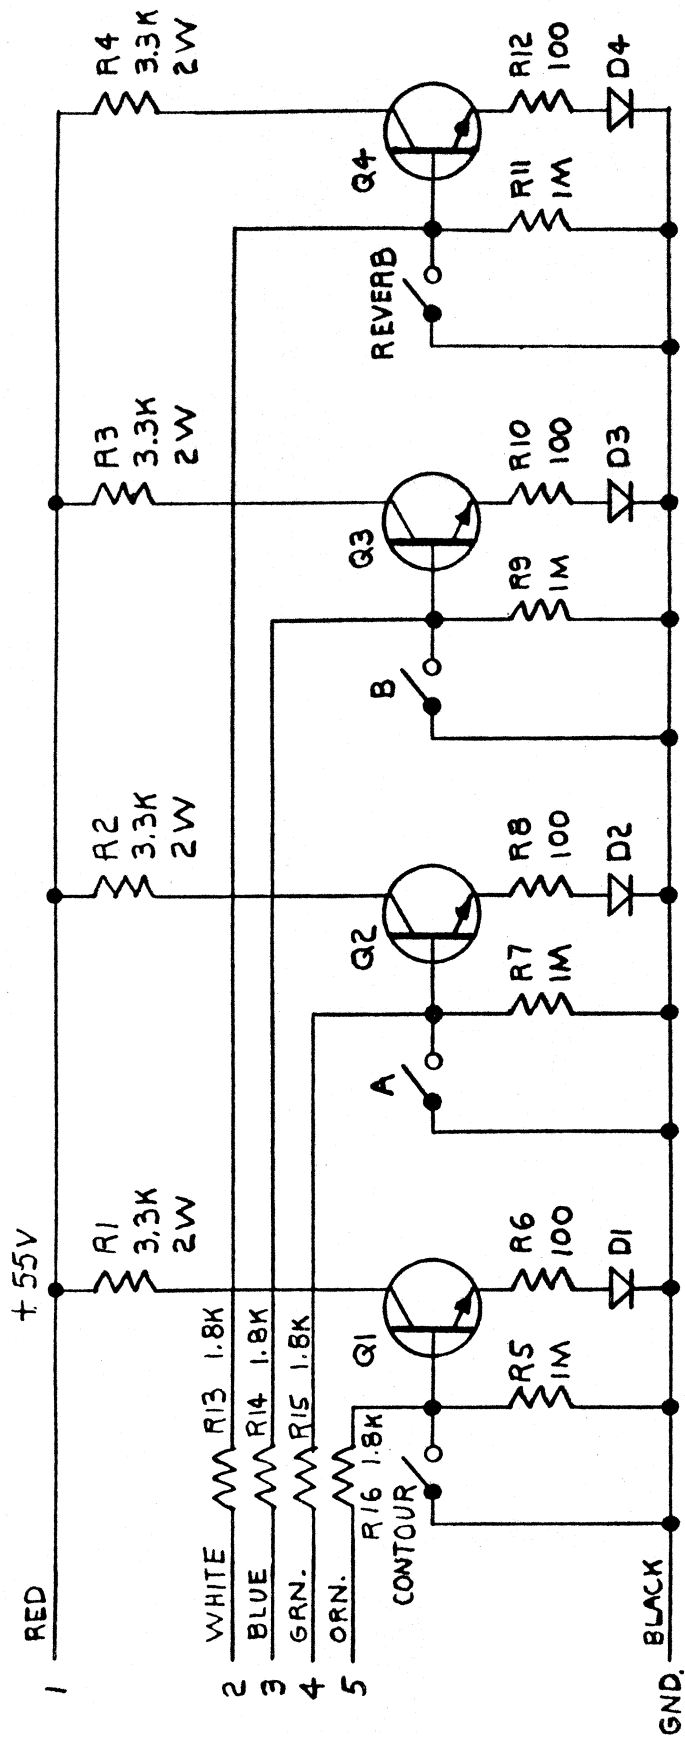 + 55V
RED
1
R1
3.3K
2W
R2
3.3K
2W
R3
3.3K
2W
R4
3.3K
2W
WHITE
2
R13 1.8K
BLUE
3
R14 1.8K
GRN.
4
R15 1.8K
ORN.
5
R16 1.8K
CONTOUR
Q1
A
Q2
B
Q3
REVERB
Q4
R5
1M
R6
100
D1
R7
1M
R8
100
D2
R9
1M
R10
100
D3
R11
1M
R12
100
D4
BLACK
GND.